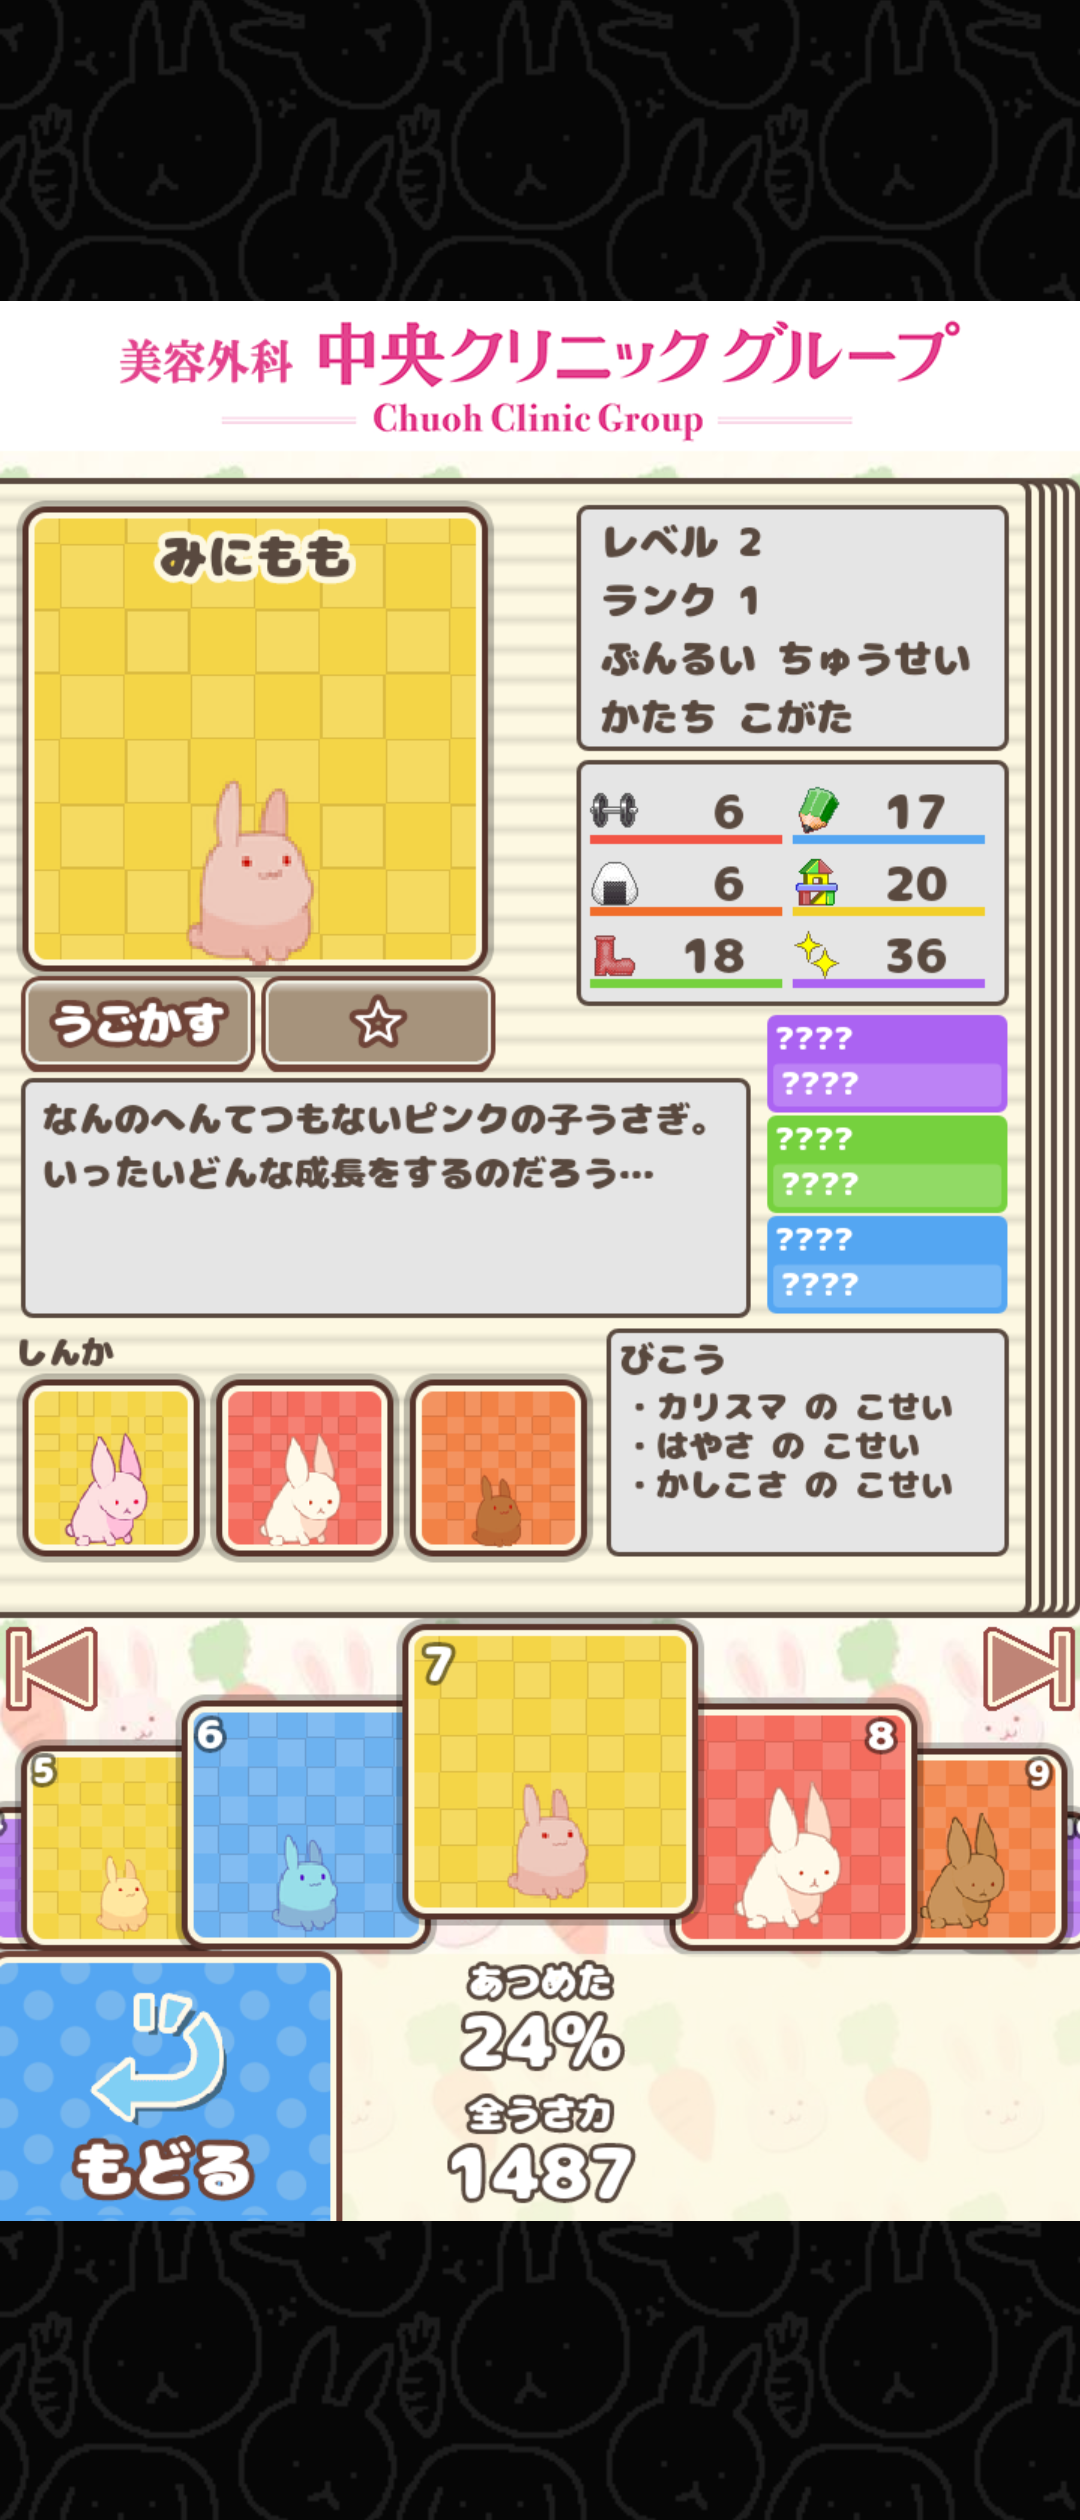 美容外科 中央クリニックグループ
Chuoh Clinic Group
みにもも
レベル 2
ランク 1
ぶんるい ちゅうせい
かたち こがた
6 17
6 20
18 36
うごかす ☆
????
????
????
????
????
????
なんのへんてつもないピンクの子うさぎ。
いったいどんな成長をするのだろう…
しんか
びこう
・カリスマ の こせい
・はやさ の こせい
・かしこさ の こせい
5 6 7 8 9
もどる
あつめた
24%
全うさ力
1487